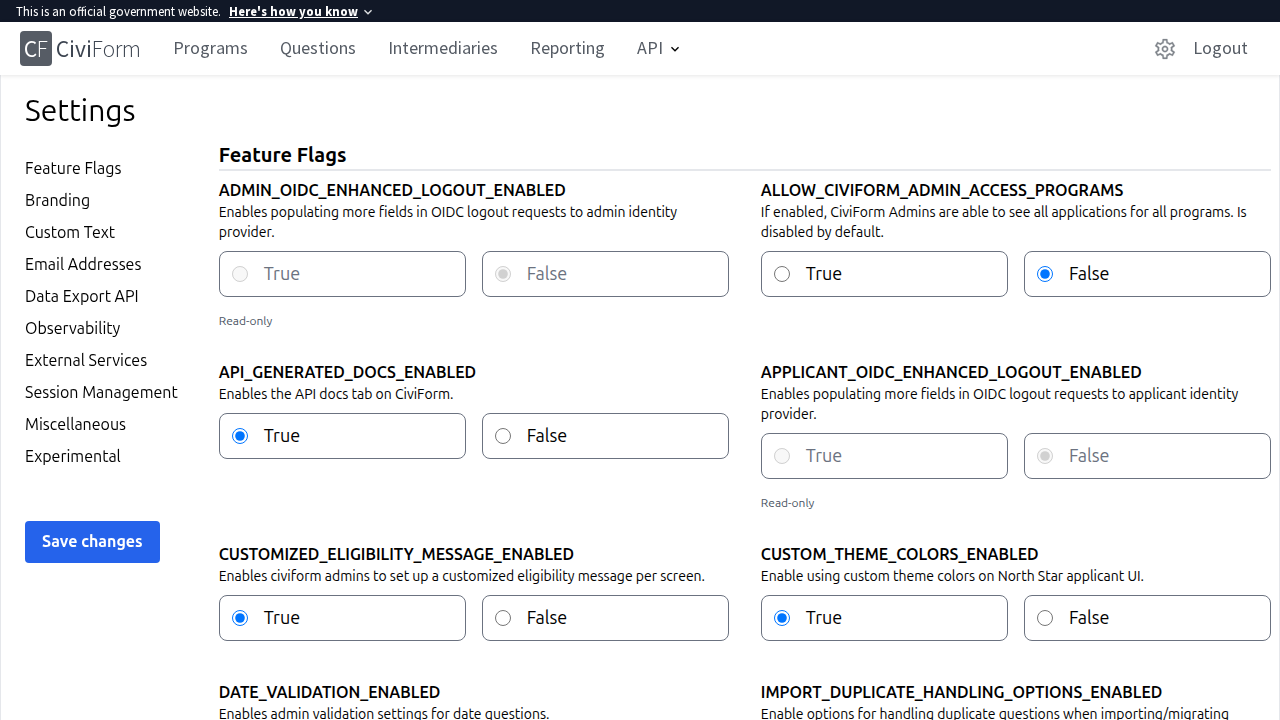 This is an official government website. Here's how you know
CF CiviForm Programs Questions Intermediaries Reporting API Logout
Settings
Feature Flags
Branding
Custom Text
Email Addresses
Data Export API
Observability
External Services
Session Management
Miscellaneous
Experimental
Save changes
Feature Flags
ADMIN_OIDC_ENHANCED_LOGOUT_ENABLED
Enables populating more fields in OIDC logout requests to admin identity
provider.
True False
Read-only
ALLOW_CIVIFORM_ADMIN_ACCESS_PROGRAMS
If enabled, CiviForm Admins are able to see all applications for all programs. Is
disabled by default.
True False
API_GENERATED_DOCS_ENABLED
Enables the API docs tab on CiviForm.
True False
APPLICANT_OIDC_ENHANCED_LOGOUT_ENABLED
Enables populating more fields in OIDC logout requests to applicant identity
provider.
True False
Read-only
CUSTOMIZED_ELIGIBILITY_MESSAGE_ENABLED
Enables civiform admins to set up a customized eligibility message per screen.
True False
CUSTOM_THEME_COLORS_ENABLED
Enable using custom theme colors on North Star applicant UI.
True False
DATE_VALIDATION_ENABLED
Enables admin validation settings for date questions.
IMPORT_DUPLICATE_HANDLING_OPTIONS_ENABLED
Enable options for handling duplicate questions when importing/migrating